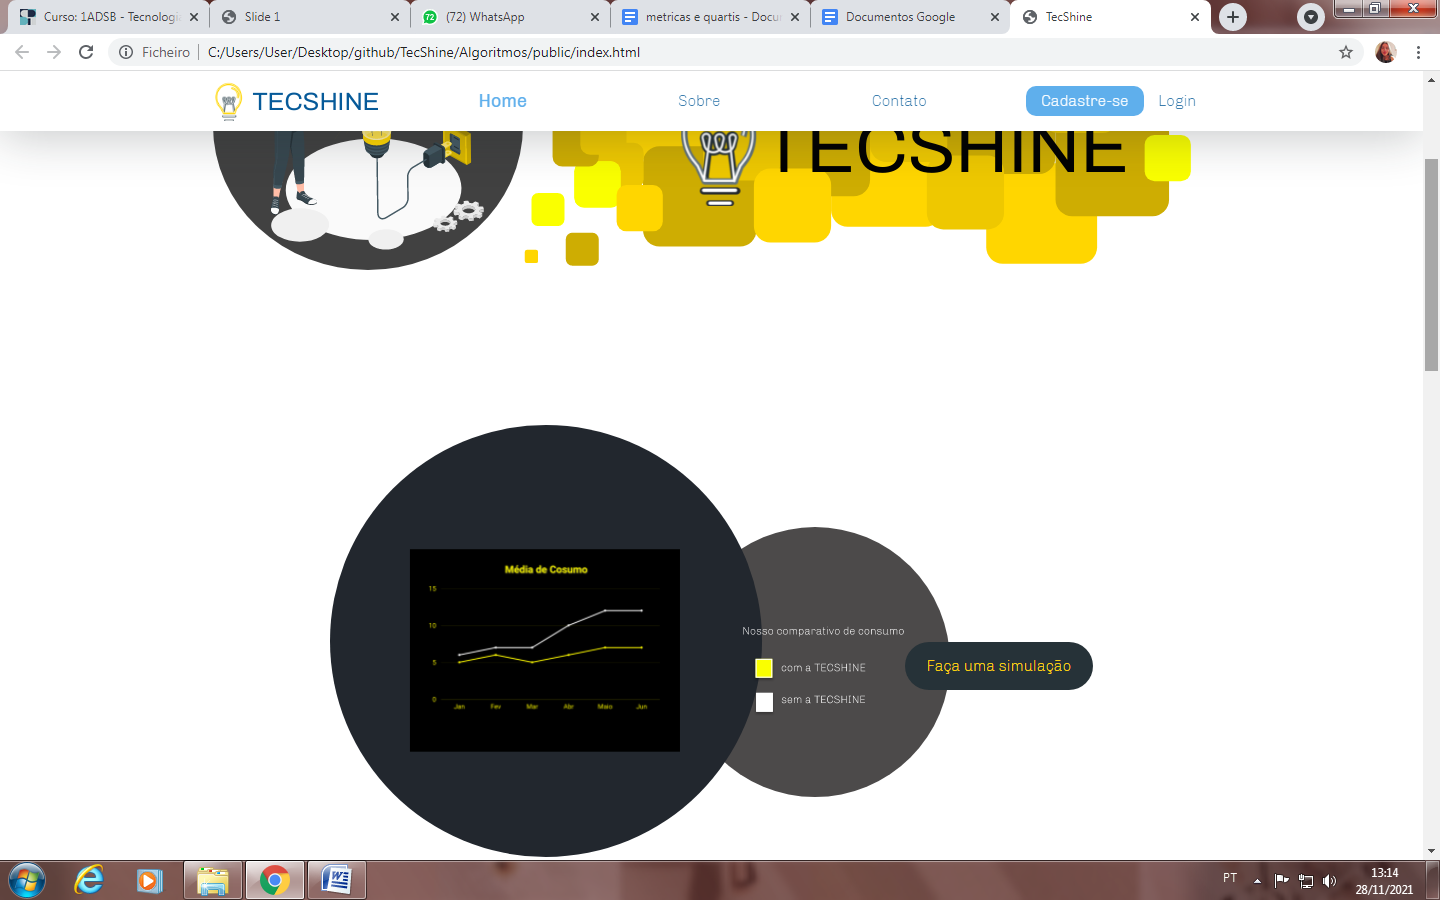 Curso: 1ADSB - Tecnologi
Slide 1
(72) WhatsApp
metricas e quartis - Docu
Documentos Google
TecShine
Ficheiro
C:/Users/User/Desktop/github/TecShine/Algoritmos/public/index.html
TECSHINE
Home
Sobre
Contato
Cadastre-se
Login
TECSHINE
Média de Cosumo
15
10
5
0
Jan Fev Mar Abr Maio Jun
Nosso comparativo de consumo
com a TECSHINE
sem a TECSHINE
Faça uma simulação
PT
13:14
28/11/2021